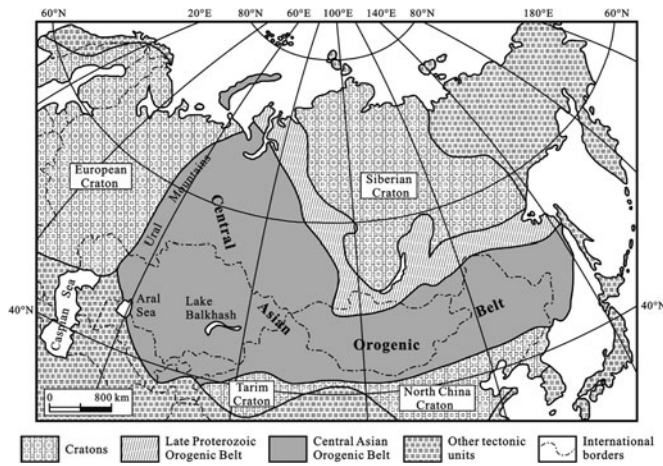 60°N 20°E 80°N 60°E 100°E 140°E 80°N 180°E 60°N
European
Craton
Siberian
Craton
Ural Mountains
Central
Asian
Orogenic
Belt
Caspian Sea
Aral
Sea
Lake
Balkhash
40°N
40°N
Tarim
Craton
North China
Craton
0 800 km
Cratons
Late Proterozoic
Orogenic Belt
Central Asian
Orogenic Belt
Other tectonic
units
International
borders